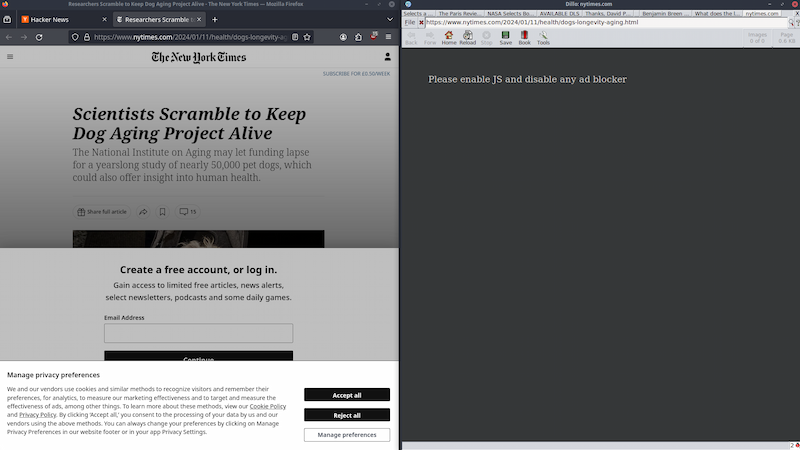 Researchers Scramble to Keep Dog Aging Project Alive - The New York Times — Mozilla Firefox
Hacker News
Researchers Scramble to
https://www.nytimes.com/2024/01/11/health/dogs-longevity-ag
The New York Times
SUBSCRIBE FOR £0.50/WEEK
Scientists Scramble to Keep
Dog Aging Project Alive
The National Institute on Aging may let funding lapse
for a yearslong study of nearly 50,000 pet dogs, which
could also offer insight into human health.
Share full article
15
Create a free account, or log in.
Gain access to limited free articles, news alerts,
select newsletters, podcasts and some daily games.
Email Address
Continue
Manage privacy preferences
We and our vendors use cookies and similar methods to recognize visitors and remember their
preferences, for analytics, to measure our marketing effectiveness and to target and measure the
effectiveness of ads, among other things. To learn more about these methods, view our Cookie Policy
and Privacy Policy. By clicking 'Accept all,' you consent to the processing of your data by us and our
vendors using the above methods. You can always change your preferences by clicking on Manage
Privacy Preferences in our website footer or in your app Privacy Settings.
Accept all
Reject all
Manage preferences
Dillo: nytimes.com
Selects a ...
The Paris Revie...
NASA Selects Bo...
AVAILABLE OLS
Thanks, David P...
Benjamin Breen ...
What does the l...
nytimes.com
File
https://www.nytimes.com/2024/01/11/health/dogs-longevity-aging.html
Back
Forw
Home
Reload
Stop
Save
Book
Tools
Images
0 of 0
Page
0.6 KB
Please enable JS and disable any ad blocker
2